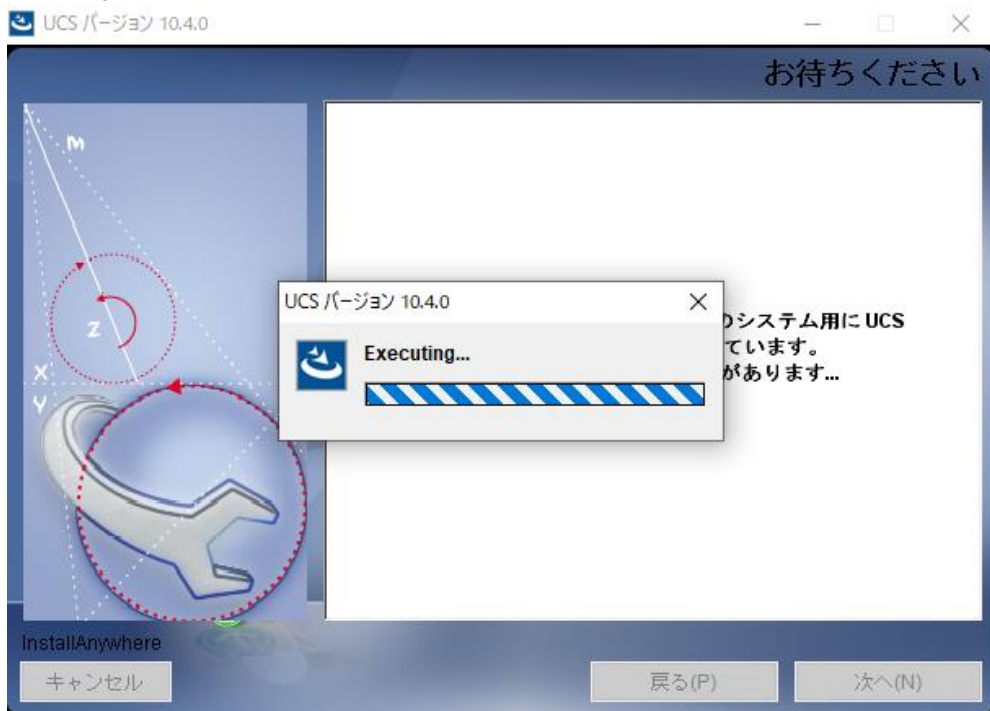 UCS バージョン 10.4.0
お待ちください
m
z
X
Y
UCS バージョン 10.4.0
Executing...
システム用に UCS
ています。
があります...
InstallAnywhere
キャンセル
戻る(P)
次へ(N)